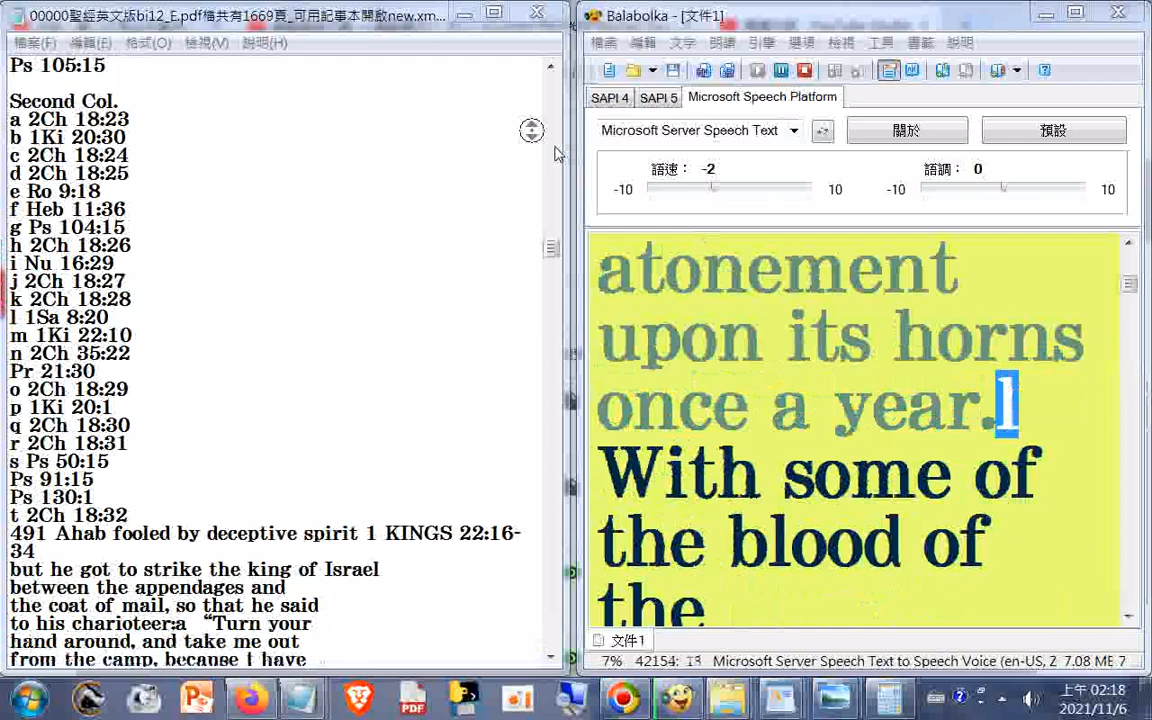 00000聖經英文版bi12_E.pdf檔共有1669頁_可用記事本開啟new.xm...
檔案(F) 編輯(E) 格式(O) 檢視(V) 說明(H)
Ps 105:15
Second Col.
a 2Ch 18:23
b 1Ki 20:30
c 2Ch 18:24
d 2Ch 18:25
e Ro 9:18
f Heb 11:36
g Ps 104:15
h 2Ch 18:26
i Nu 16:29
j 2Ch 18:27
k 2Ch 18:28
l 1Sa 8:20
m 1Ki 22:10
n 2Ch 35:22
Pr 21:30
o 2Ch 18:29
p 1Ki 20:1
q 2Ch 18:30
r 2Ch 18:31
s Ps 50:15
Ps 91:15
Ps 130:1
t 2Ch 18:32
491 Ahab fooled by deceptive spirit 1 KINGS 22:16-
34
but he got to strike the king of Israel
between the appendages and
the coat of mail, so that he said
to his charioteer:a “Turn your
hand around, and take me out
from the camp, because I have
Balabolka - [文件1]
檔案 編輯 文字 朗讀 引擎 選項 檢視 工具 書籤 說明
SAPI 4 SAPI 5 Microsoft Speech Platform
Microsoft Server Speech Text 關於 預設
語速： -2 語調： 0
-10 10 -10 10
atonement
upon its horns
once a year.l
With some of
the blood of
the
文件1
7% 42154: 13 Microsoft Server Speech Text to Speech Voice (en-US, 2 7.08 ME 7
PDF
上午 02:18
2021/11/6